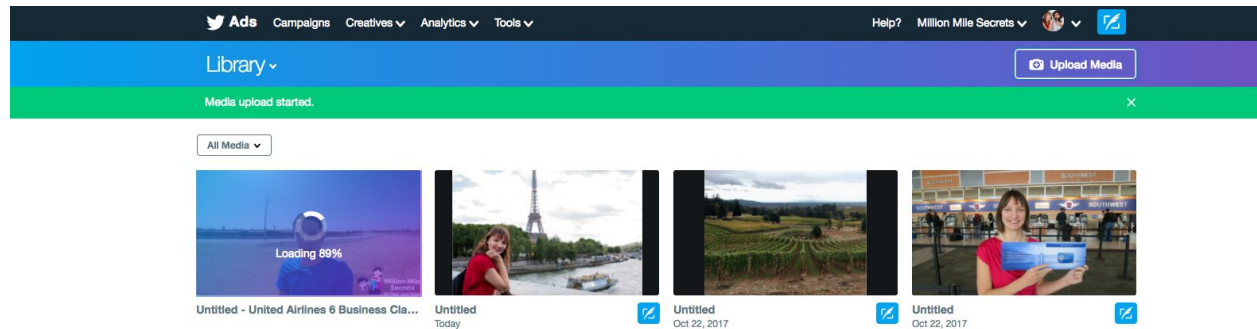 Ads Campaigns Creatives Analytics Tools Help? Million Mile Secrets
Library Upload Media
Media upload started.
All Media
Loading 89%
Million Mile
Secrets
SOUTHWEST
SOUTHWEST
Untitled - United Airlines 6 Business Cla... Untitled Untitled Untitled
Today Oct 22, 2017 Oct 22, 2017